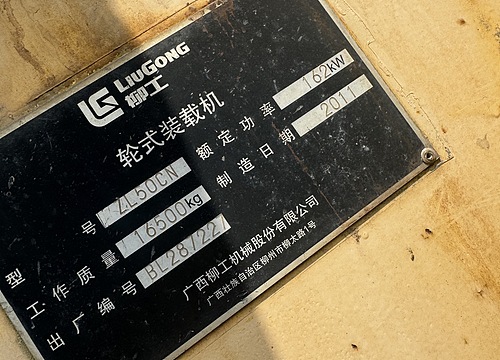 LIUGONG
柳工
轮式装载机
型号 ZL50CN
额定功率 162kW
工作质量 16500kg
制造日期 2011
出厂编号 BL28722
广西柳工机械股份有限公司
广西壮族自治区柳州市柳太路1号